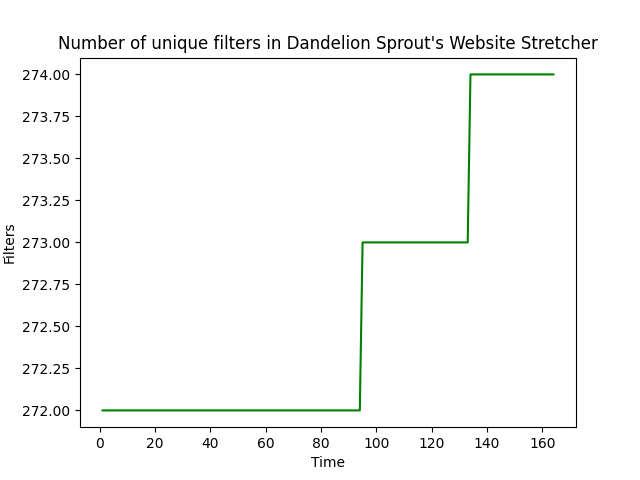 Number of unique filters in Dandelion Sprout's Website Stretcher
274.00
273.75
273.50
273.25
273.00
272.75
272.50
272.25
272.00
Filters
0 20 40 60 80 100 120 140 160
Time